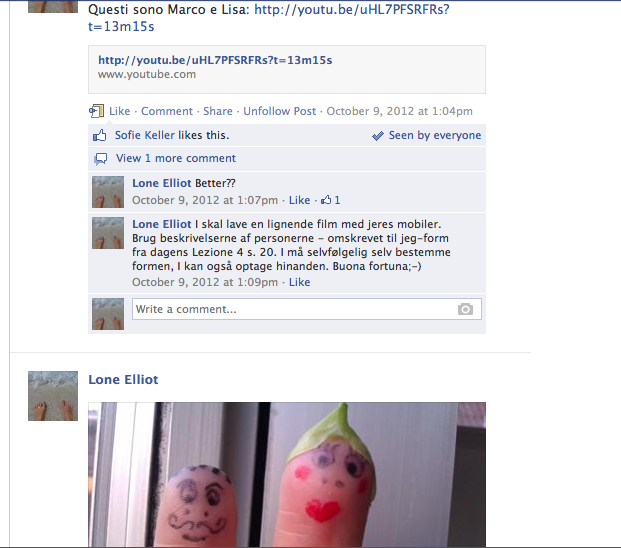 Questi sono Marco e Lisa: http://youtu.be/uHL7PFSRFRs?
t=13m15s
http://youtu.be/uHL7PFSRFRs?t=13m15s
www.youtube.com
Like · Comment · Share · Unfollow Post · October 9, 2012 at 1:04pm
Sofie Keller likes this. Seen by everyone
View 1 more comment
Lone Elliot Better??
October 9, 2012 at 1:07pm · Like · 1
Lone Elliot I skal lave en lignende film med jeres mobiler.
Brug beskrivelserne af personerne - omskrevet til jeg-form
fra dagens Lezione 4 s. 20. I må selvfølgelig selv bestemme
formen, I kan også optage hinanden. Buona fortuna;-)
October 9, 2012 at 1:09pm · Like
Write a comment...
Lone Elliot